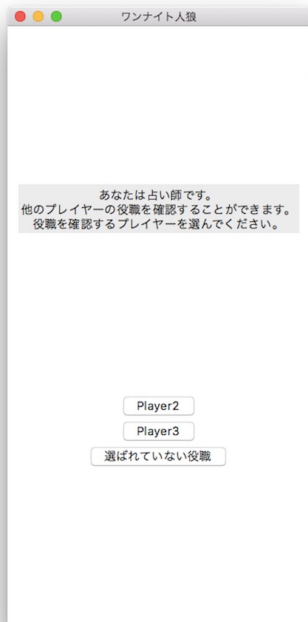 ワンナイト人狼
あなたは占い師です。
他のプレイヤーの役職を確認することができます。
役職を確認するプレイヤーを選んでください。
Player2
Player3
選ばれていない役職